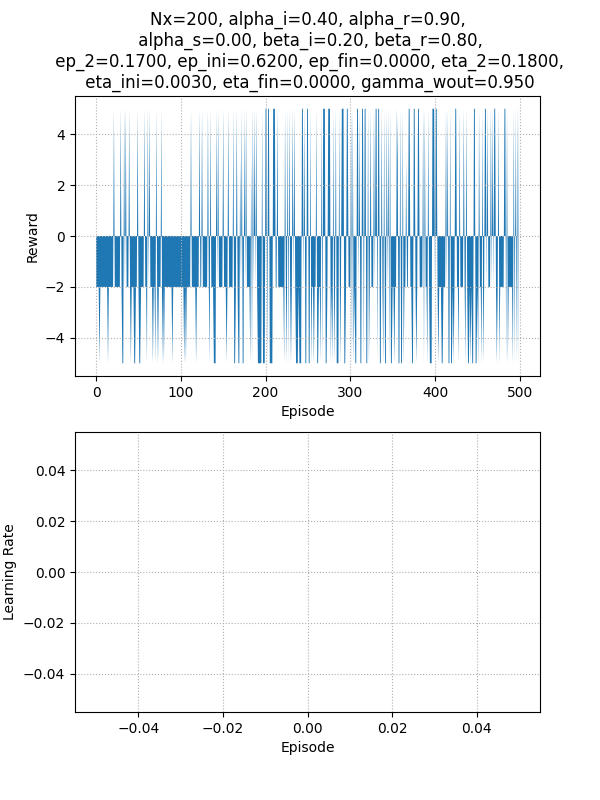 Nx=200, alpha_i=0.40, alpha_r=0.90,
alpha_s=0.00, beta_i=0.20, beta_r=0.80,
ep_2=0.1700, ep_ini=0.6200, ep_fin=0.0000, eta_2=0.1800,
eta_ini=0.0030, eta_fin=0.0000, gamma_wout=0.950
Reward
4
2
0
−2
−4
0 100 200 300 400 500
Episode
Learning Rate
0.04
0.02
0.00
−0.02
−0.04
−0.04 −0.02 0.00 0.02 0.04
Episode